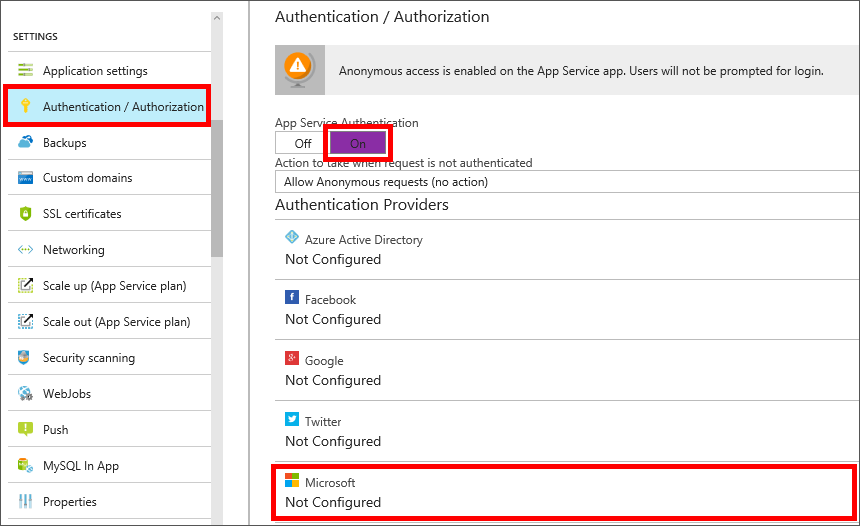 SETTINGS
Application settings
Authentication / Authorization
Backups
Custom domains
SSL certificates
Networking
Scale up (App Service plan)
Scale out (App Service plan)
Security scanning
WebJobs
Push
MySQL In App
Properties
Authentication / Authorization
Anonymous access is enabled on the App Service app. Users will not be prompted for login.
App Service Authentication
Off On
Action to take when request is not authenticated
Allow Anonymous requests (no action)
Authentication Providers
Azure Active Directory
Not Configured
Facebook
Not Configured
Google
Not Configured
Twitter
Not Configured
Microsoft
Not Configured